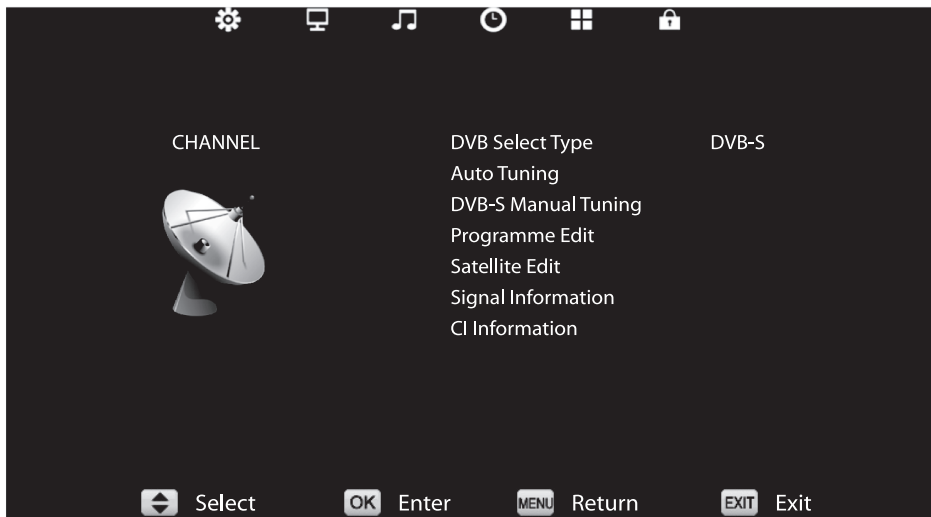 CHANNEL DVB Select Type DVB-S
Auto Tuning
DVB-S Manual Tuning
Programme Edit
Satellite Edit
Signal Information
CI Information
Select OK Enter MENU Return EXIT Exit